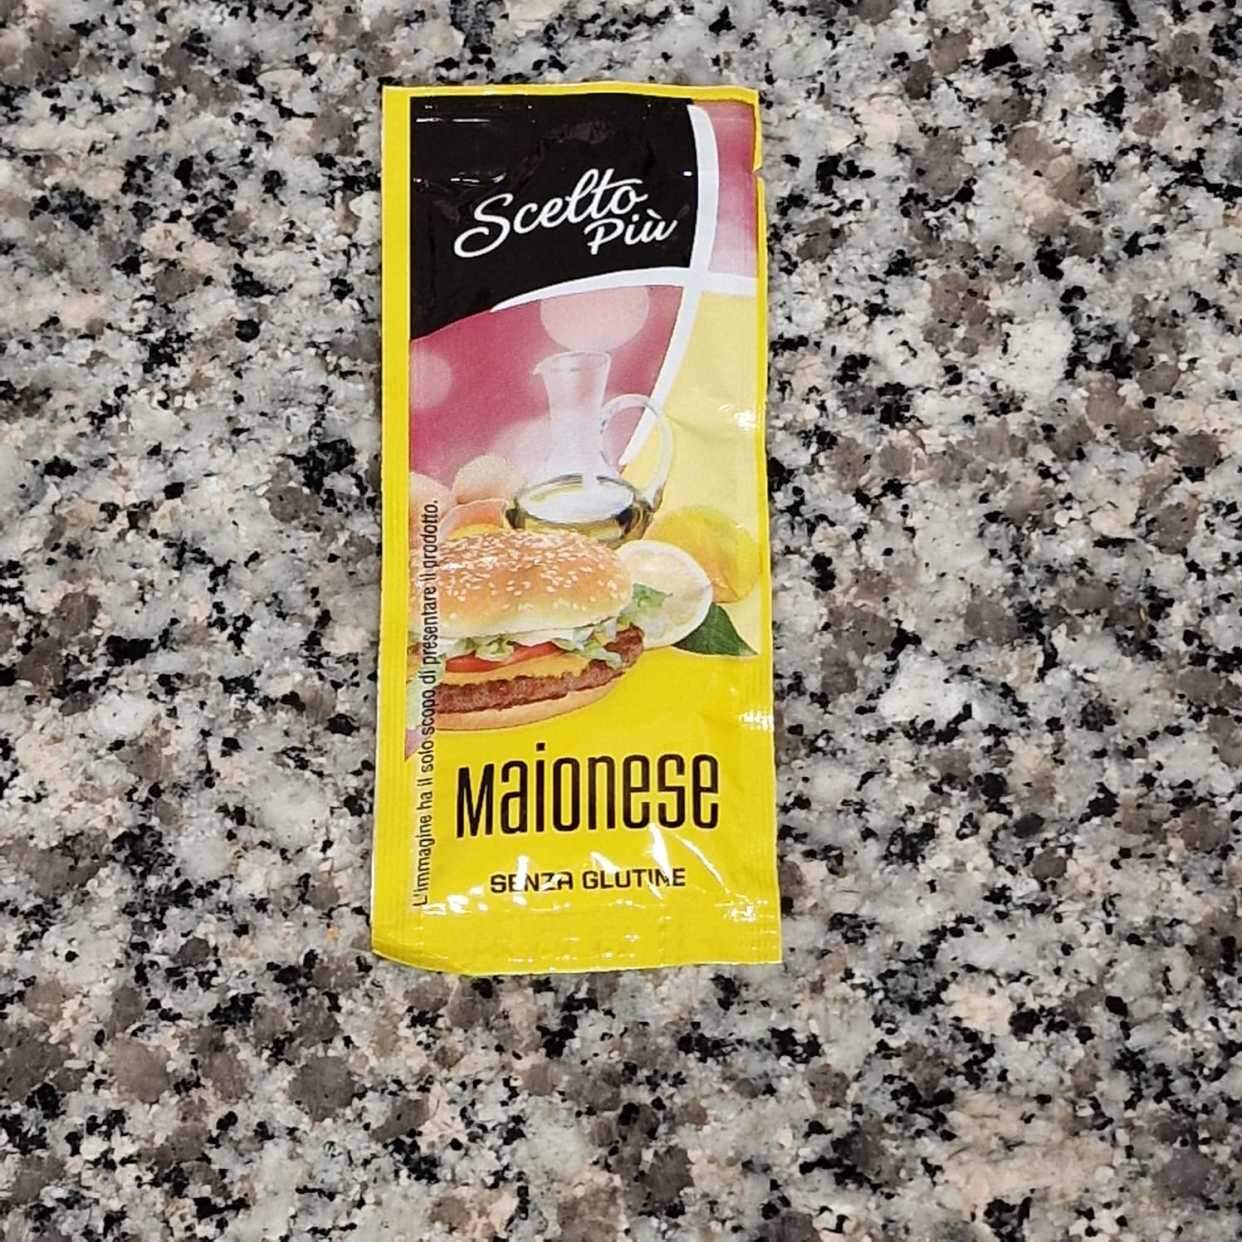 Scelto
Più
L'immagine ha il solo scopo di presentare il prodotto.
Maionese
SENZA GLUTINE